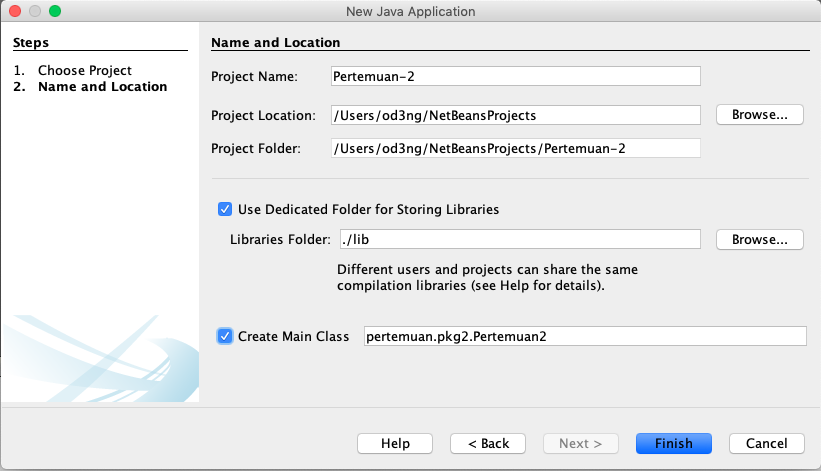 New Java Application
Steps
1. Choose Project
2. Name and Location
Name and Location
Project Name: Pertemuan-2
Project Location: /Users/od3ng/NetBeansProjects Browse...
Project Folder: /Users/od3ng/NetBeansProjects/Pertemuan-2
Use Dedicated Folder for Storing Libraries
Libraries Folder: ./lib Browse...
Different users and projects can share the same
compilation libraries (see Help for details).
Create Main Class pertemuan.pkg2.Pertemuan2
Help < Back Next > Finish Cancel